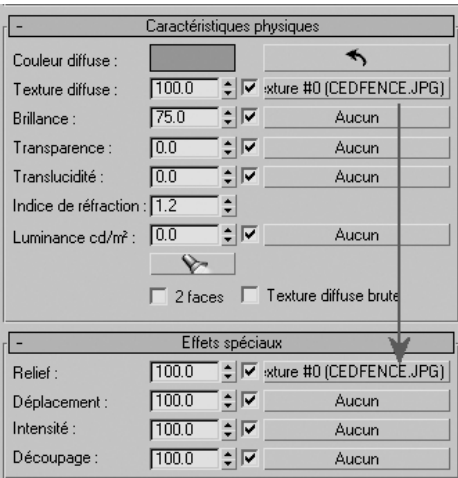 - Caractéristiques physiques
Couleur diffuse :
Texture diffuse : 100.0 exture #0 (CEDFENCE.JPG)
Brillance : 75.0 Aucun
Transparence : 0.0 Aucun
Translucidité : 0.0 Aucun
Indice de réfraction : 1.2
Luminance cd/m² : 0.0 Aucun
2 faces Texture diffuse brute
- Effets spéciaux
Relief : 100.0 exture #0 (CEDFENCE.JPG)
Déplacement : 100.0 Aucun
Intensité : 100.0 Aucun
Découpage : 100.0 Aucun